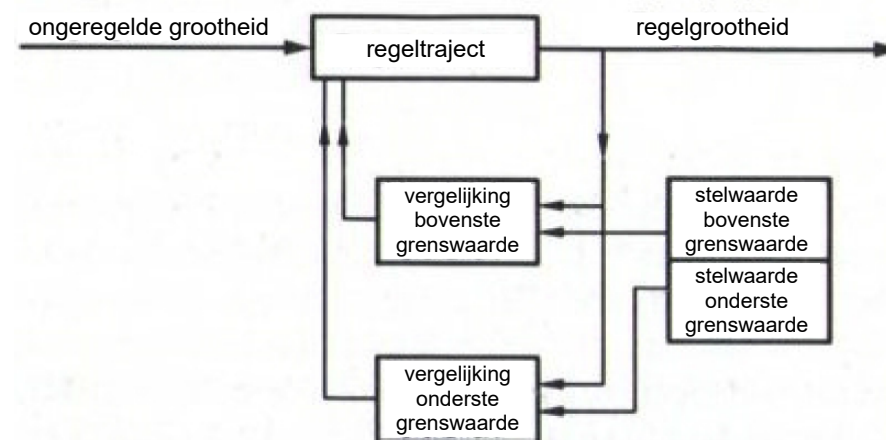 ongeregelde grootheid
regeltraject
regelgrootheid
vergelijking
bovenste
grenswaarde
stelwaarde
bovenste
grenswaarde
stelwaarde
onderste
grenswaarde
vergelijking
onderste
grenswaarde